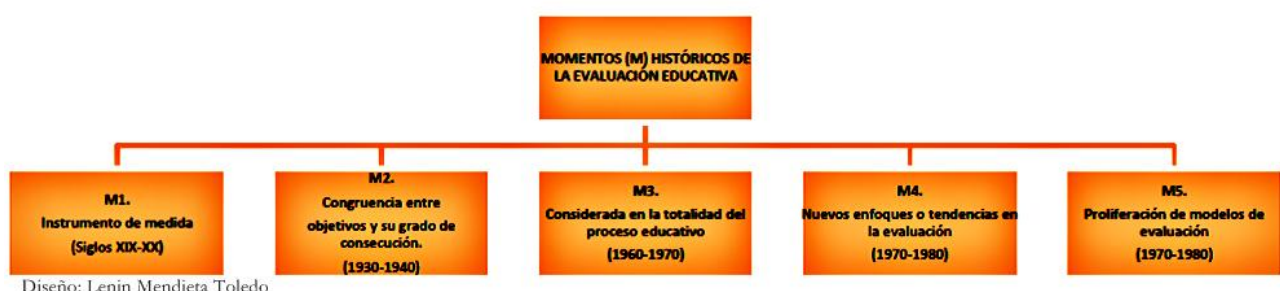 MOMENTOS (M) HISTÓRICOS DE
LA EVALUACIÓN EDUCATIVA
M1.
Instrumento de medida
(Siglos XIX-XX)
M2.
Congruencia entre
objetivos y su grado de
consecución.
(1930-1940)
M3.
Considerada en la totalidad del
proceso educativo
(1960-1970)
M4.
Nuevos enfoques o tendencias en
la evaluación
(1970-1980)
M5.
Proliferación de modelos de
evaluación
(1970-1980)
Diseño: Lenin Mendieta Toledo